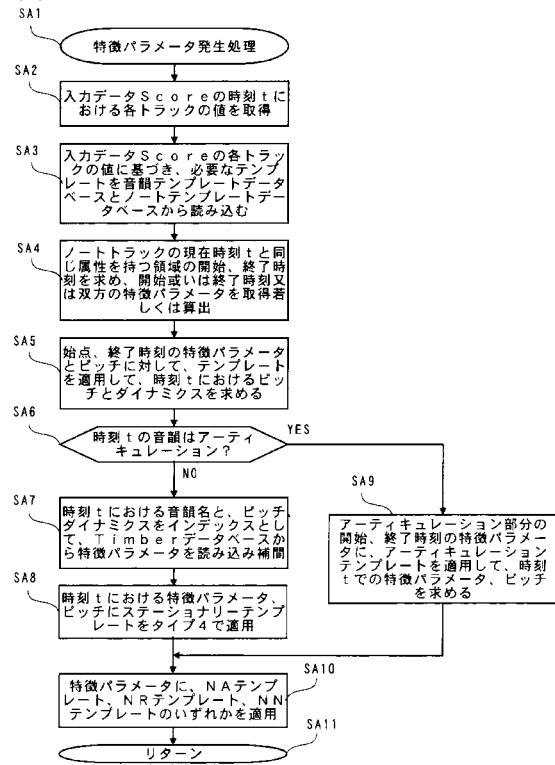 SA1
特徴パラメータ発生処理
SA2
入力データScoreの時刻tに
おける各トラックの値を取得
SA3
入力データScoreの各トラッ
クの値に基づき、必要なテンプ
レートを音韻テンプレートデータ
ベースとノートテンプレートデー
タベースから読み込む
SA4
ノートトラックの現在時刻tと同
じ属性を持つ領域の開始、終了時
刻を求め、開始或いは終了時刻又
は双方の特徴パラメータを取得若
しくは算出
SA5
始点、終了時刻の特徴パラメータ
とピッチに対して、テンプレート
を適用して、時刻tにおけるピッ
チとダイナミクスを求める
SA6
時刻tの音韻はアーティ
キュレーション?
YES
NO
SA7
時刻tにおける音韻名と、ピッチ、
ダイナミクスをインデックスとし
て、Timberデータベースか
ら特徴パラメータを読み込み補間
SA9
アーティキュレーション部分の
開始、終了時刻の特徴パラメー
タに、アーティキュレーション
テンプレートを適用して、時刻
tでの特徴パラメータ、ピッチ
を求める
SA8
時刻tにおける特徴パラメータ、
ピッチにステーショナリーテンプ
レートをタイプ4で適用
SA10
特徴パラメータに、NAテンプ
レート、NRテンプレート、NN
テンプレートのいずれかを適用
SA11
リターン